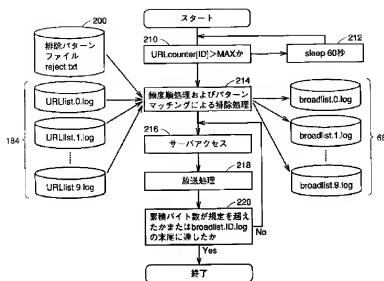 スタート
200
排除パターン
ファイル
reject.txt
210
URLcounter[ID]>MAXか
212
sleep 60秒
214
頻度順処理およびパターン
マッチングによる排除処理
184
URLlist.0.log
URLlist.1.log
URLlist.9.log
broadlist.0.log
broadlist.1.log
broadlist.9.log
68
216
サーバアクセス
218
放送処理
220
累積バイト数が規定を超え
たかまたはbroadlist.ID.log
の末尾に達したか
No
Yes
終了